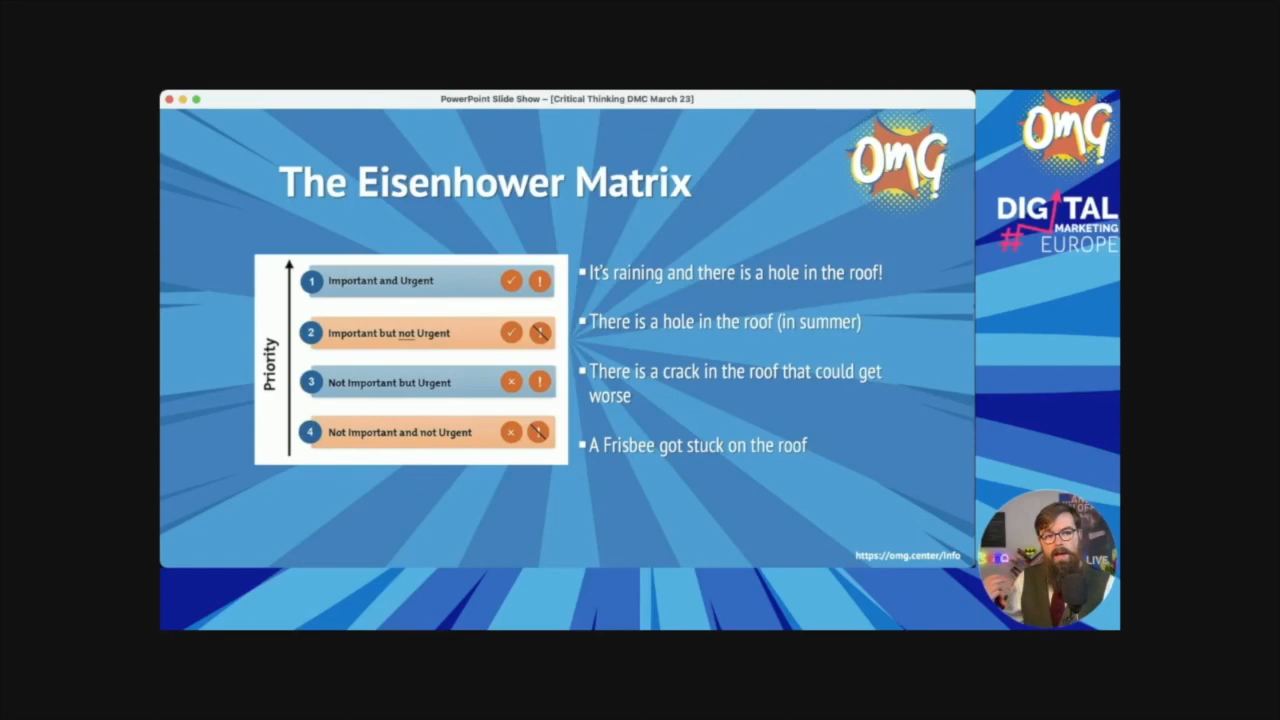 PowerPoint Slide Show – [Critical Thinking DMC March 23]
OMG!
OMG!
The Eisenhower Matrix
DIGITAL
MARKETING
# EUROPE
Priority
1 Important and Urgent ✓ !
2 Important but not Urgent ✓ !
3 Not Important but Urgent × !
4 Not Important and not Urgent × !
▪ It's raining and there is a hole in the roof!
▪ There is a hole in the roof (in summer)
▪ There is a crack in the roof that could get
worse
▪ A Frisbee got stuck on the roof
https://omg.center/info
LIVE